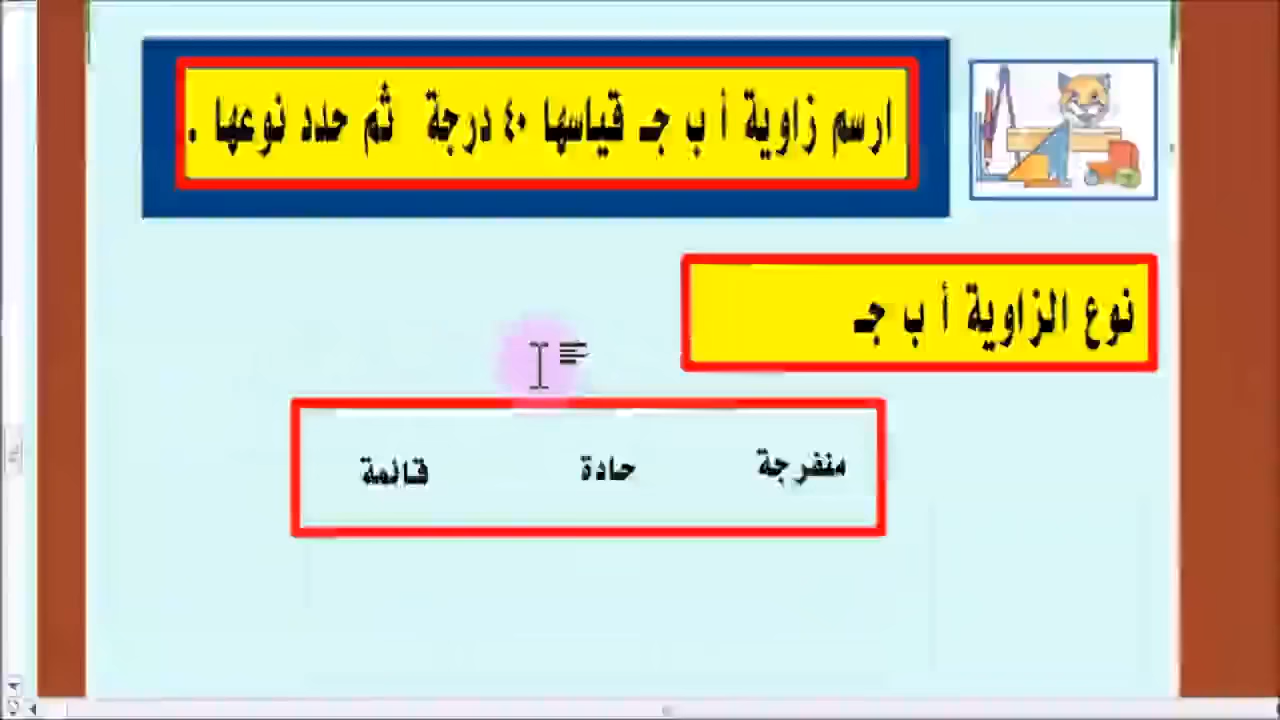 ارسم زاوية أ ب جـ قياسها ٤٠ درجة ثم حدد نوعها .
نوع الزاوية أ ب جـ
منفرجة حادة قائمة